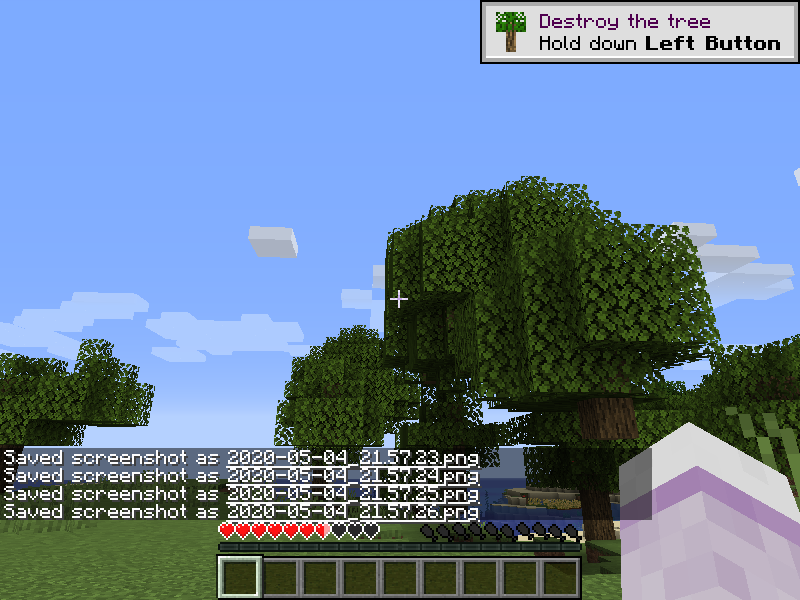 Destroy the tree
Hold down Left Button
Saved screenshot as 2020-05-04_21.57.23.png
Saved screenshot as 2020-05-04_21.57.24.png
Saved screenshot as 2020-05-04_21.57.25.png
Saved screenshot as 2020-05-04_21.57.26.png